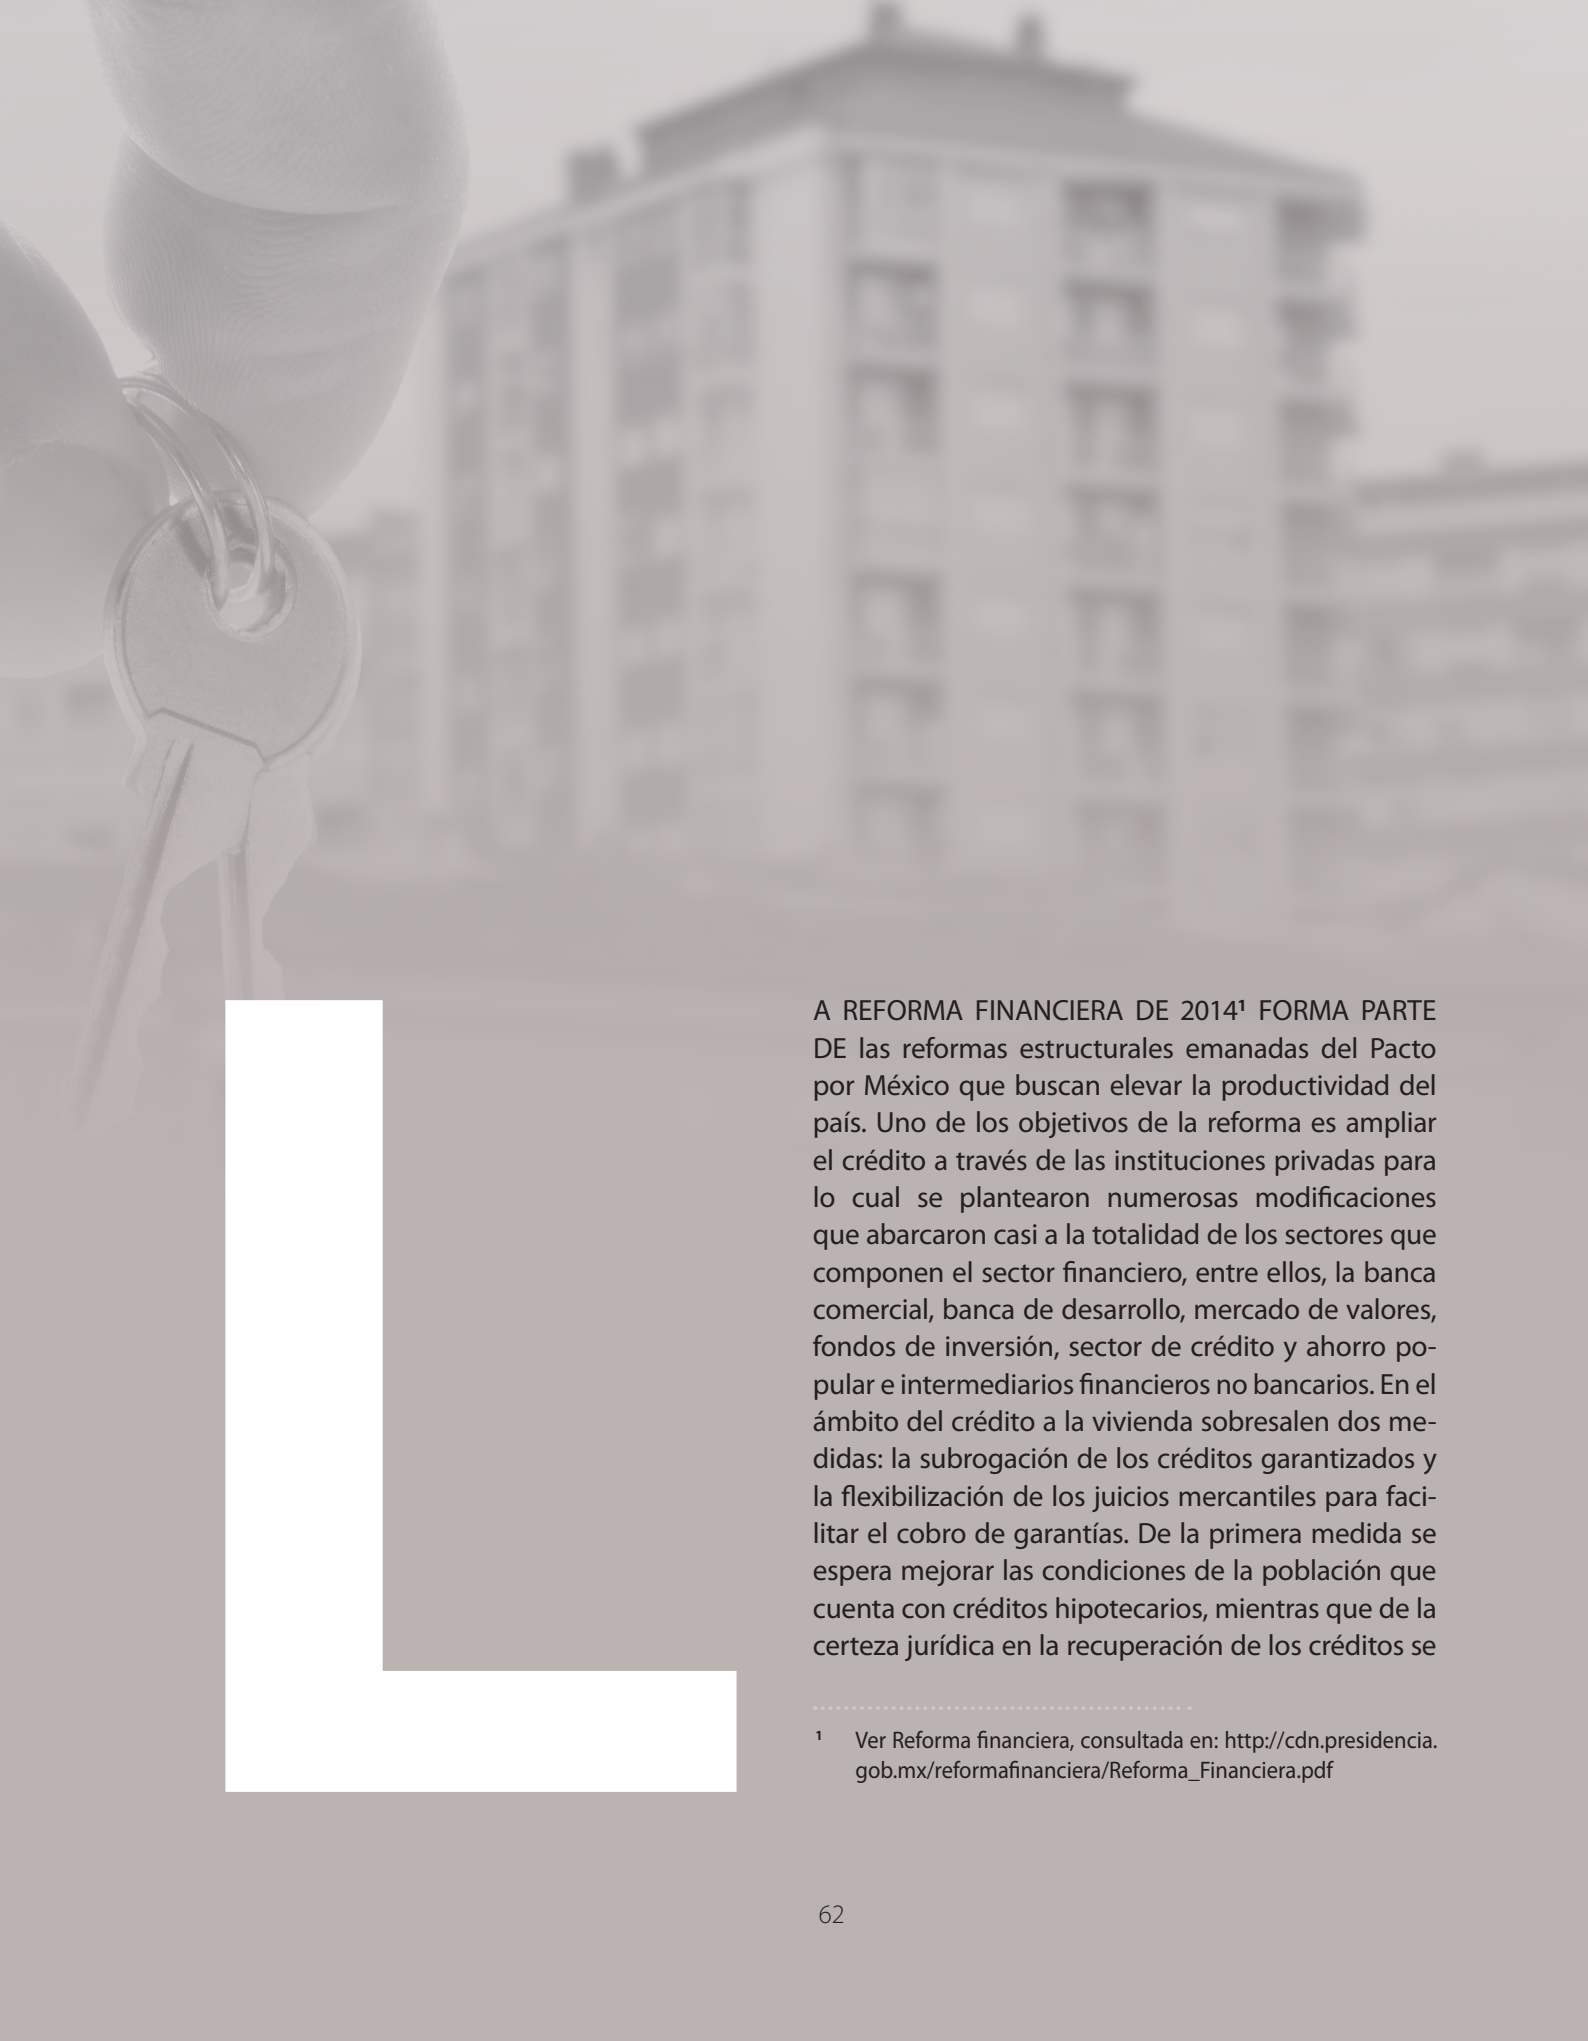 L
A REFORMA FINANCIERA DE 2014¹ FORMA PARTE
DE las reformas estructurales emanadas del Pacto
por México que buscan elevar la productividad del
país. Uno de los objetivos de la reforma es ampliar
el crédito a través de las instituciones privadas para
lo cual se plantearon numerosas modificaciones
que abarcaron casi a la totalidad de los sectores que
componen el sector financiero, entre ellos, la banca
comercial, banca de desarrollo, mercado de valores,
fondos de inversión, sector de crédito y ahorro po-
pular e intermediarios financieros no bancarios. En el
ámbito del crédito a la vivienda sobresalen dos me-
didas: la subrogación de los créditos garantizados y
la flexibilización de los juicios mercantiles para faci-
litar el cobro de garantías. De la primera medida se
espera mejorar las condiciones de la población que
cuenta con créditos hipotecarios, mientras que de la
certeza jurídica en la recuperación de los créditos se
¹ Ver Reforma financiera, consultada en: http://cdn.presidencia.
gob.mx/reformafinanciera/Reforma_Financiera.pdf
62